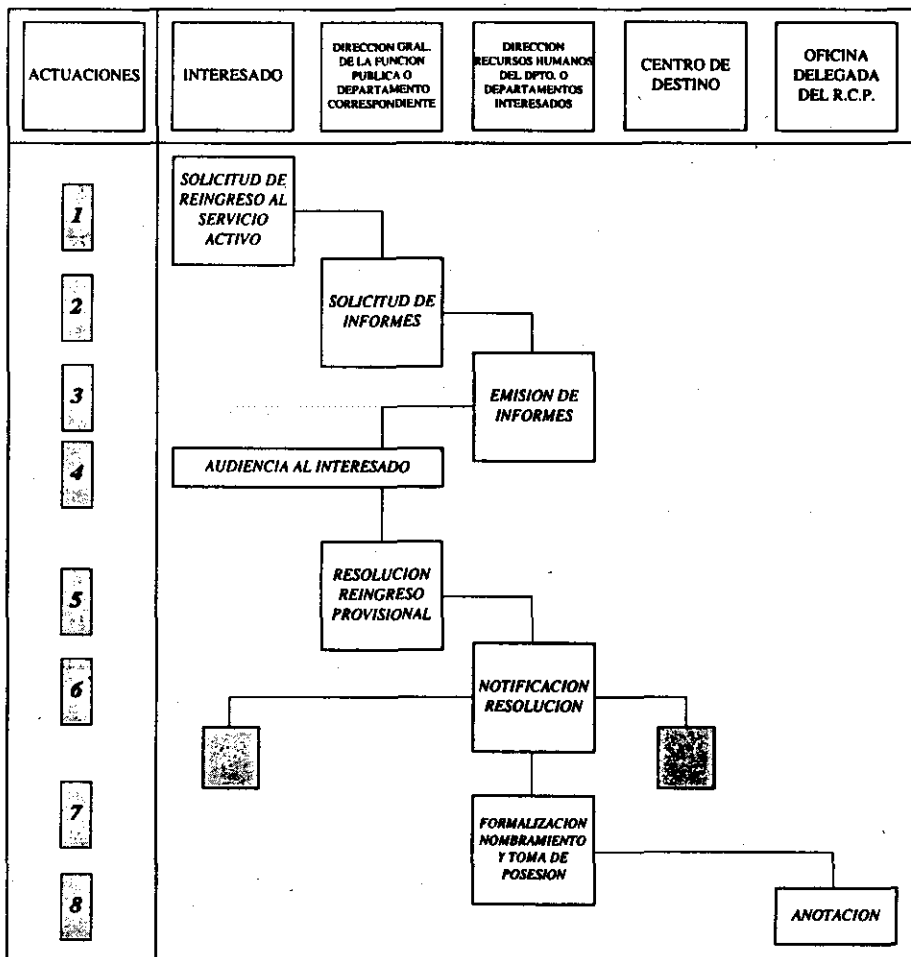 ACTUACIONES
INTERESADO
DIRECCION GRAL.
DE LA FUNCION
PUBLICA O
DEPARTAMENTO
CORRESPONDIENTE
DIRECCION
RECURSOS HUMANOS
DEL DPTO. O
DEPARTAMENTOS
INTERESADOS
CENTRO DE
DESTINO
OFICINA
DELEGADA
DEL R.C.P.
1
SOLICITUD DE
REINGRESO AL
SERVICIO
ACTIVO
2
SOLICITUD DE
INFORMES
3
EMISION DE
INFORMES
4
AUDIENCIA AL INTERESADO
5
RESOLUCION
REINGRESO
PROVISIONAL
6
NOTIFICACION
RESOLUCION
7
FORMALIZACION
NOMBRAMIENTO
Y TOMA DE
POSESION
8
ANOTACION